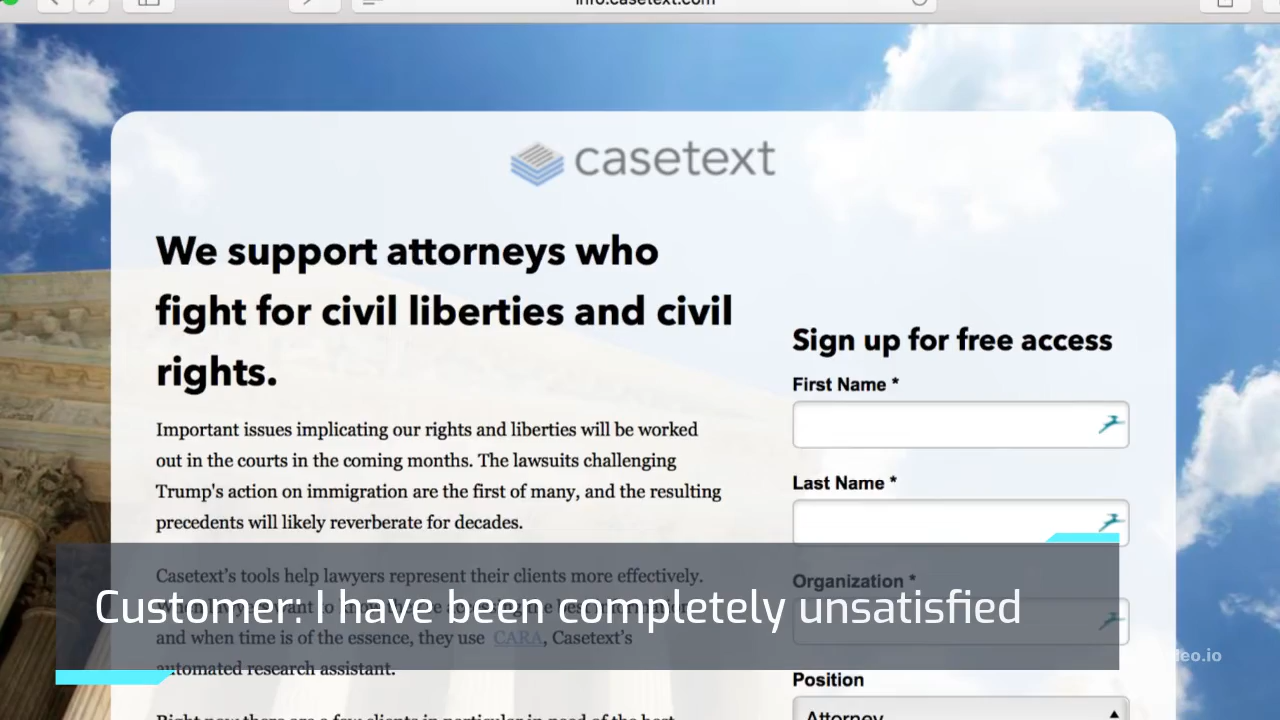 info.casetext.com
casetext
We support attorneys who
fight for civil liberties and civil
rights.
Important issues implicating our rights and liberties will be worked
out in the courts in the coming months. The lawsuits challenging
Trump's action on immigration are the first of many, and the resulting
precedents will likely reverberate for decades.
Casetext's tools help lawyers represent their clients more effectively.
and when time is of the essence, they use CARA, Casetext's
automated research assistant.
Sign up for free access
First Name *
Last Name *
Organization *
Position
Attorney
Customer: I have been completely unsatisfied